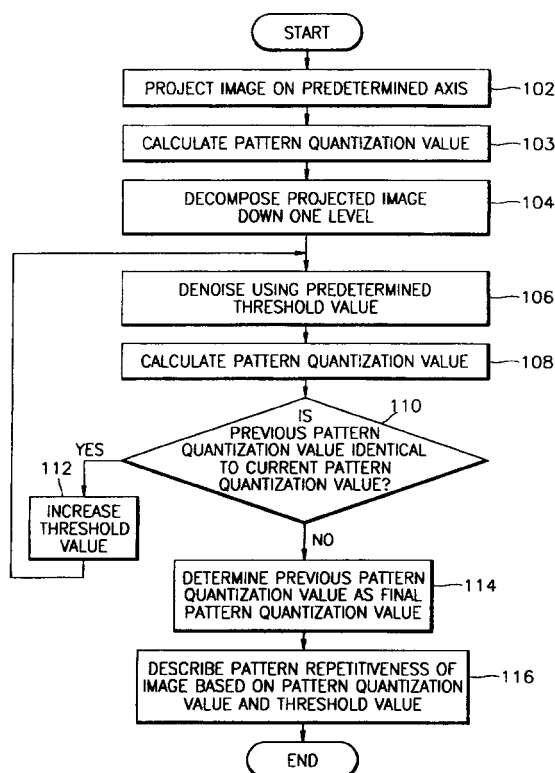 START
PROJECT IMAGE ON PREDETERMINED AXIS
102
CALCULATE PATTERN QUANTIZATION VALUE
103
DECOMPOSE PROJECTED IMAGE
DOWN ONE LEVEL
104
DENOISE USING PREDETERMINED
THRESHOLD VALUE
106
CALCULATE PATTERN QUANTIZATION VALUE
108
110
IS
PREVIOUS PATTERN
QUANTIZATION VALUE IDENTICAL
TO CURRENT PATTERN
QUANTIZATION VALUE?
YES
112
INCREASE
THRESHOLD
VALUE
NO
DETERMINE PREVIOUS PATTERN
QUANTIZATION VALUE AS FINAL
PATTERN QUANTIZATION VALUE
114
DESCRIBE PATTERN REPETITIVENESS OF
IMAGE BASED ON PATTERN QUANTIZATION
VALUE AND THRESHOLD VALUE
116
END